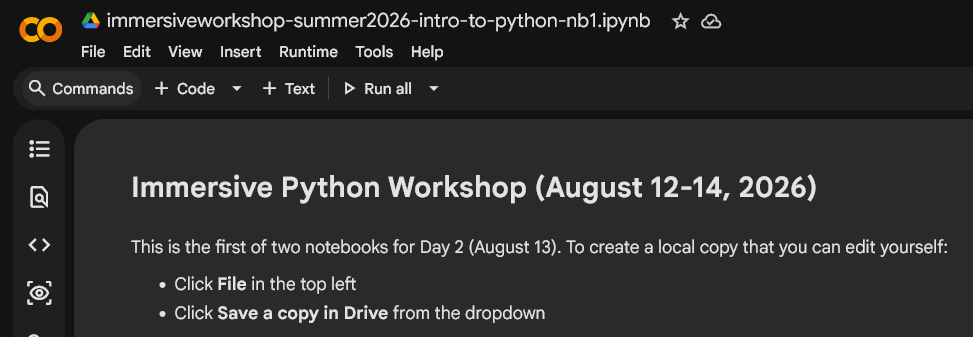 immersiveworkshop-summer2026-intro-to-python-nb1.ipynb
File Edit View Insert Runtime Tools Help
Commands + Code + Text Run all
Immersive Python Workshop (August 12-14, 2026)
This is the first of two notebooks for Day 2 (August 13). To create a local copy that you can edit yourself:
• Click File in the top left
• Click Save a copy in Drive from the dropdown